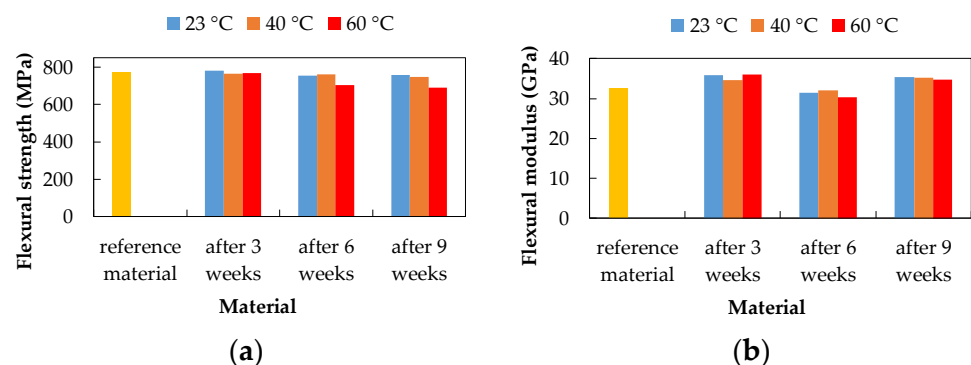 23 °C 40 °C 60 °C
Flexural strength (MPa)
800
600
400
200
0
reference material
after 3 weeks
after 6 weeks
after 9 weeks
Material
(a)
23 °C 40 °C 60 °C
Flexural modulus (GPa)
40
30
20
10
0
reference material
after 3 weeks
after 6 weeks
after 9 weeks
Material
(b)